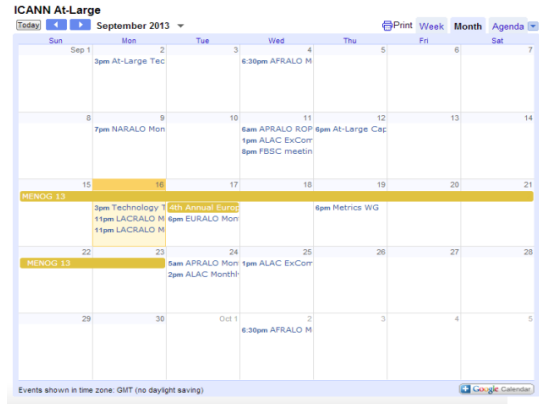 ICANN At-Large
Today September 2013 Print Week Month Agenda
Sun Mon Tue Wed Thu Fri Sat
Sep 1 2 3 4 5 6 7
3pm At-Large Tec 6:30pm AFRALO M
8 9 10 11 12 13 14
7pm NARALO Mon 6am APRALO ROP 6pm At-Large Cap
1pm ALAC ExCom
8pm FBSC meetin
15 16 17 18 19 20 21
MENOG 13
3pm Technology T 4th Annual Europ 6pm Metrics WG
11pm LACRALO M 6pm EURALO Mon
11pm LACRALO M
22 23 24 25 26 27 28
MENOG 13 5am APRALO Mon 1pm ALAC ExCom
2pm ALAC Monthl
29 30 Oct 1 2 3 4 5
6:30pm AFRALO M
Events shown in time zone: GMT (no daylight saving) Google Calendar